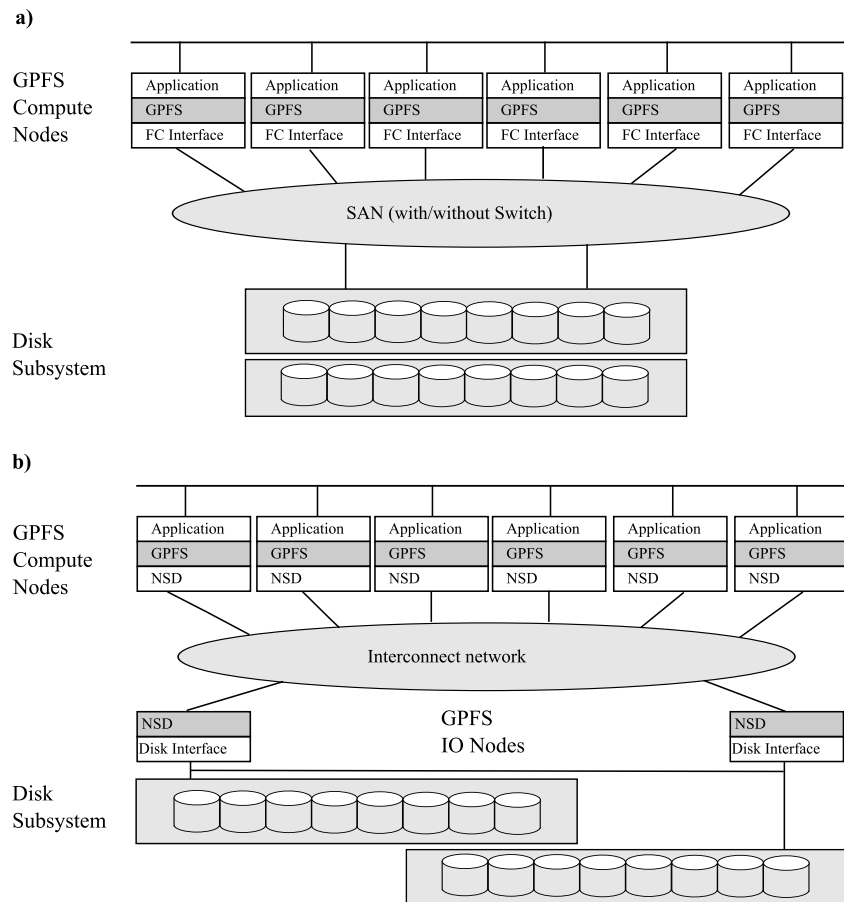 a)
GPFS
Compute
Nodes
Application Application Application Application Application Application
GPFS GPFS GPFS GPFS GPFS GPFS
FC Interface FC Interface FC Interface FC Interface FC Interface FC Interface
SAN (with/without Switch)
Disk
Subsystem
b)
GPFS
Compute
Nodes
Application Application Application Application Application Application
GPFS GPFS GPFS GPFS GPFS GPFS
NSD NSD NSD NSD NSD NSD
Interconnect network
NSD
Disk Interface
GPFS
IO Nodes
NSD
Disk Interface
Disk
Subsystem